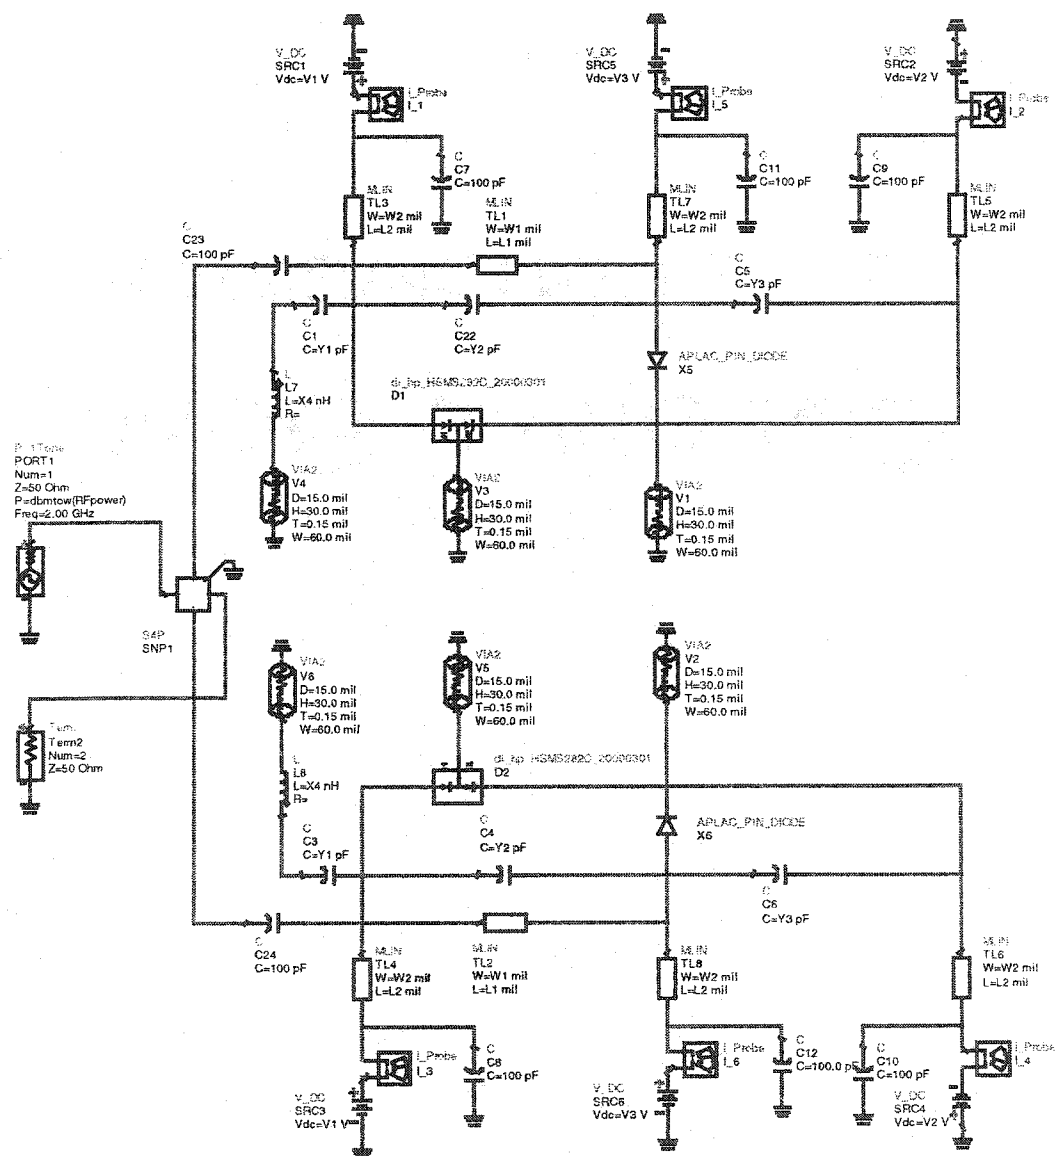 V_DC
SRC1
Vdc=V1 V
I_Probe
I_1
V_DC
SRC5
Vdc=V3 V
I_Probe
I_5
V_DC
SRC2
Vdc=V2 V
I_Probe
I_2
C
C7
C=100 pF
C
C11
C=100 pF
C
C9
C=100 pF
MLIN
TL3
W=W2 mil
L=L2 mil
MLIN
TL1
W=W1 mil
L=L1 mil
MLIN
TL7
W=W2 mil
L=L2 mil
MLIN
TL5
W=W2 mil
L=L2 mil
C
C23
C=100 pF
C
C1
C=Y1 pF
C
C22
C=Y2 pF
C
C5
C=Y3 pF
APLAC_PIN_DIODE
X5
L
L7
L=X4 nH
R=
di_hp_HSMS282C_20000301
D1
P_1Tone
PORT1
Num=1
Z=50 Ohm
P=dbmtow(RFpower)
Freq=2.00 GHz
VIA2
V4
D=15.0 mil
H=30.0 mil
T=0.15 mil
W=60.0 mil
VIA2
V3
D=15.0 mil
H=30.0 mil
T=0.15 mil
W=60.0 mil
VIA2
V1
D=15.0 mil
H=30.0 mil
T=0.15 mil
W=60.0 mil
S4P
SNP1
Term
Term2
Num=2
Z=50 Ohm
VIA2
V6
D=15.0 mil
H=30.0 mil
T=0.15 mil
W=60.0 mil
VIA2
V5
D=15.0 mil
H=30.0 mil
T=0.15 mil
W=60.0 mil
VIA2
V2
D=15.0 mil
H=30.0 mil
T=0.15 mil
W=60.0 mil
L
L8
L=X4 nH
R=
di_hp_HSMS282C_20000301
D2
C
C3
C=Y1 pF
C
C4
C=Y2 pF
APLAC_PIN_DIODE
X6
C
C6
C=Y3 pF
C
C24
C=100 pF
MLIN
TL4
W=W2 mil
L=L2 mil
MLIN
TL2
W=W1 mil
L=L1 mil
MLIN
TL8
W=W2 mil
L=L2 mil
MLIN
TL6
W=W2 mil
L=L2 mil
I_Probe
I_3
C
C8
C=100 pF
I_Probe
I_6
C
C12
C=100.0 pF
C
C10
C=100 pF
I_Probe
I_4
V_DC
SRC3
Vdc=V1 V
V_DC
SRC6
Vdc=V3 V
V_DC
SRC4
Vdc=V2 V